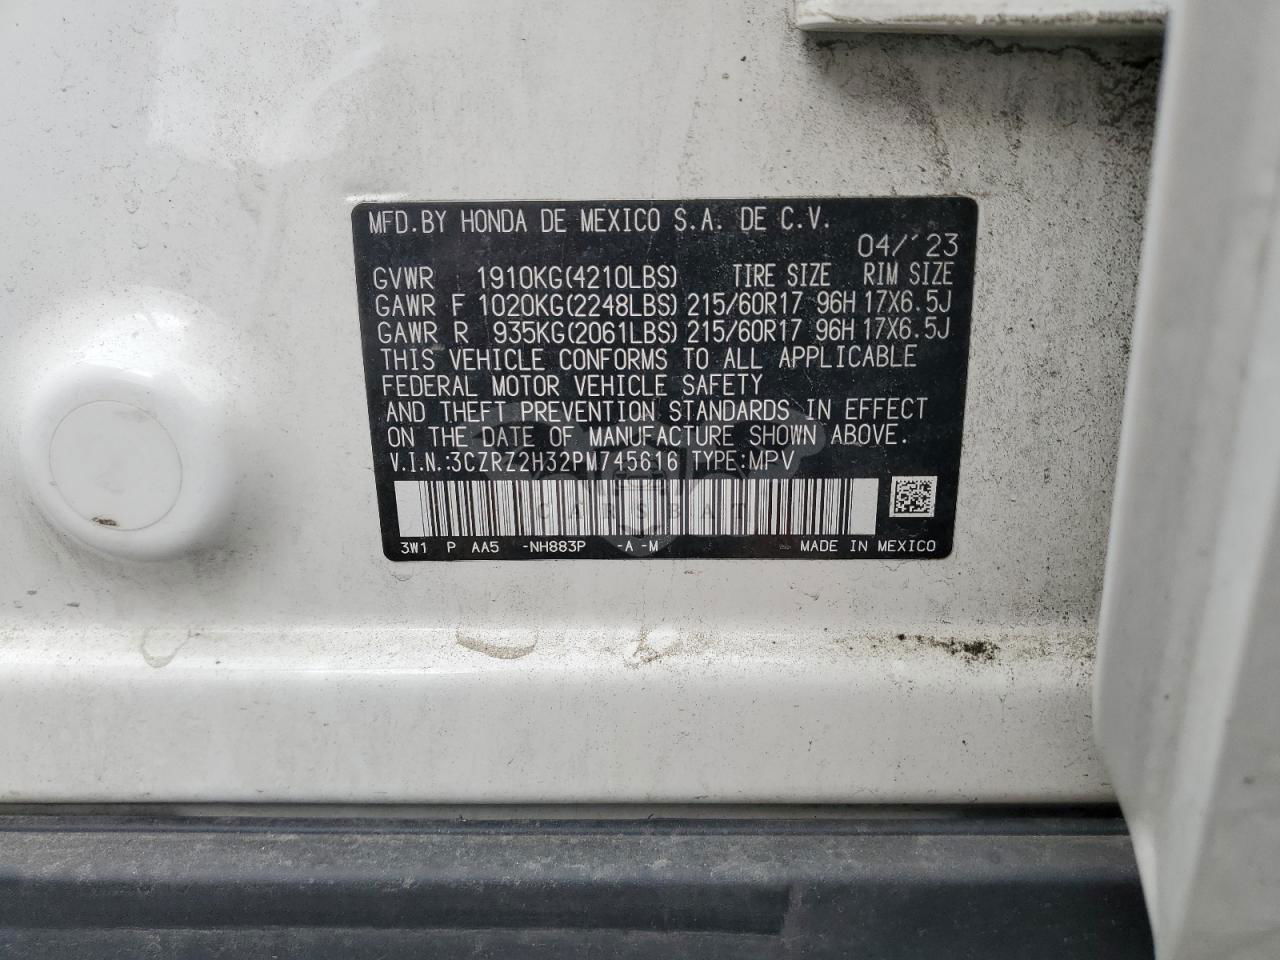 MFD.BY HONDA DE MEXICO S.A. DE C.V.
04/'23
GVWR 1910KG(4210LBS) TIRE SIZE RIM SIZE
GAWR F 1020KG(2248LBS) 215/60R17 96H 17X6.5J
GAWR R 935KG(2061LBS) 215/60R17 96H 17X6.5J
THIS VEHICLE CONFORMS TO ALL APPLICABLE
FEDERAL MOTOR VEHICLE SAFETY
AND THEFT PREVENTION STANDARDS IN EFFECT
ON THE DATE OF MANUFACTURE SHOWN ABOVE.
V.I.N.:3CZRZ2H32PM745616 TYPE:MPV
CARSBAT
3W1 P AA5 -NH883P -A -M MADE IN MEXICO